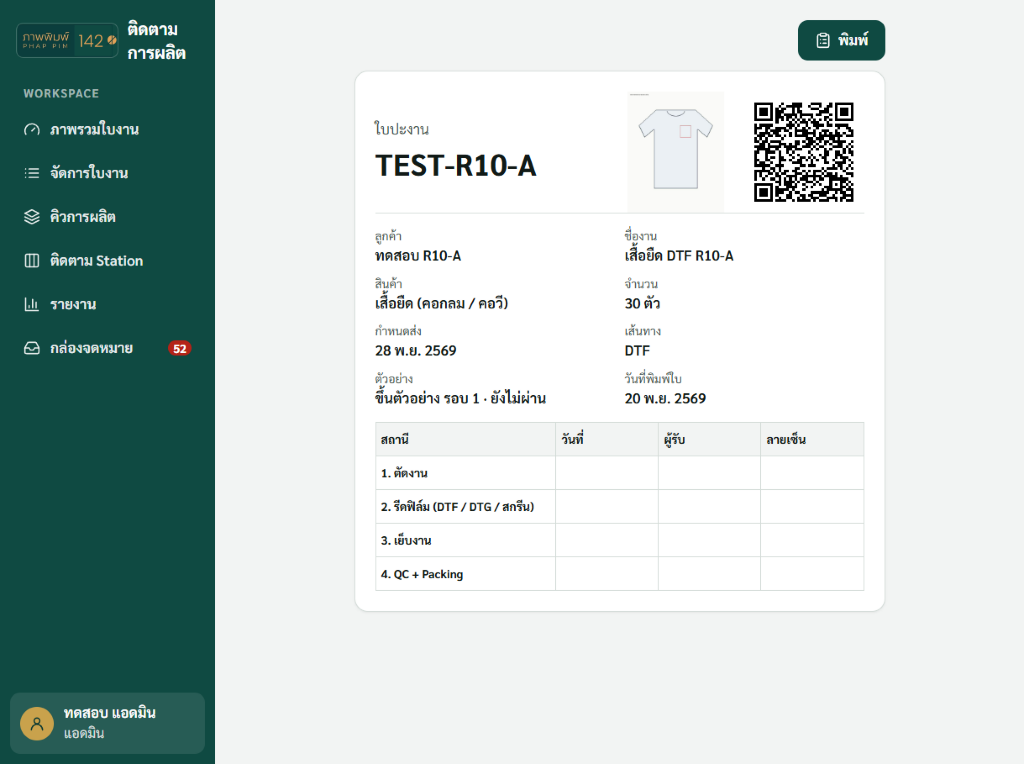 ภาพพิมพ์
PHAP PIM
142
ติดตาม
การผลิต
WORKSPACE
ภาพรวมใบงาน
จัดการใบงาน
คิวการผลิต
ติดตาม Station
รายงาน
กล่องจดหมาย 52
ทดสอบ แอดมิน
แอดมิน
พิมพ์
ใบปะงาน
TEST-R10-A
ลูกค้า
ทดสอบ R10-A
ชื่องาน
เสื้อยืด DTF R10-A
สินค้า
เสื้อยืด (คอกลม / คอวี)
จำนวน
30 ตัว
กำหนดส่ง
28 พ.ย. 2569
เส้นทาง
DTF
ตัวอย่าง
ขึ้นตัวอย่าง รอบ 1 · ยังไม่ผ่าน
วันที่พิมพ์ใบ
20 พ.ย. 2569
สถานี วันที่ ผู้รับ ลายเซ็น
1. ตัดงาน
2. รีดฟิล์ม (DTF / DTG / สกรีน)
3. เย็บงาน
4. QC + Packing